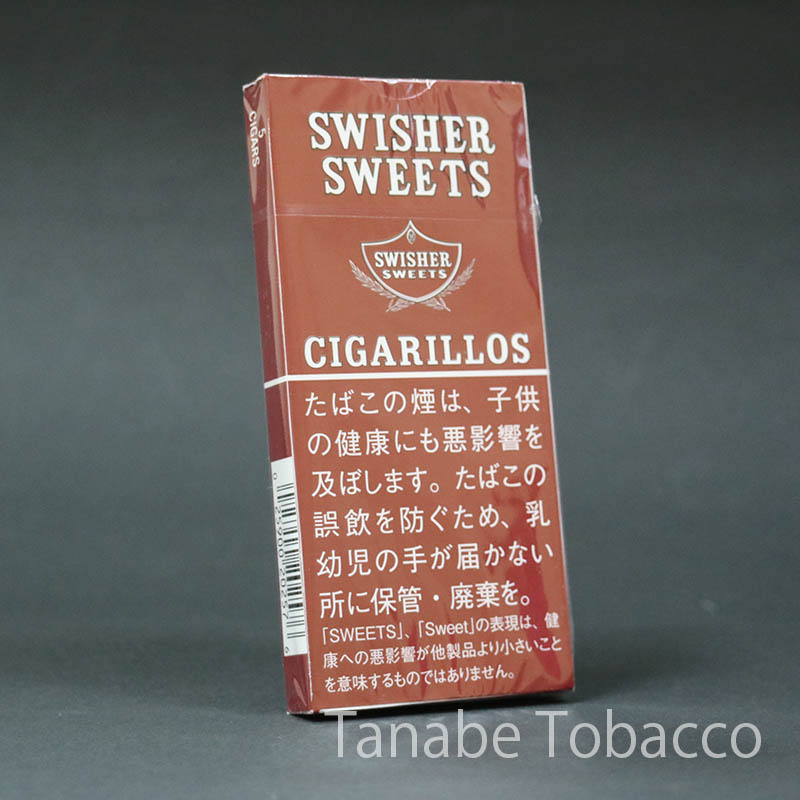 5
CIGARS
SWISHER
SWEETS
SWISHER
SWEETS
CIGARILLOS
たばこの煙は、子供
の健康にも悪影響を
及ぼします。たばこの
誤飲を防ぐため、乳
幼児の手が届かない
所に保管・廃棄を。
「SWEETS」、「Sweet」の表現は、健
康への悪影響が他製品より小さいこと
を意味するものではありません。
0 25900 20297 6
Tanabe Tobacco